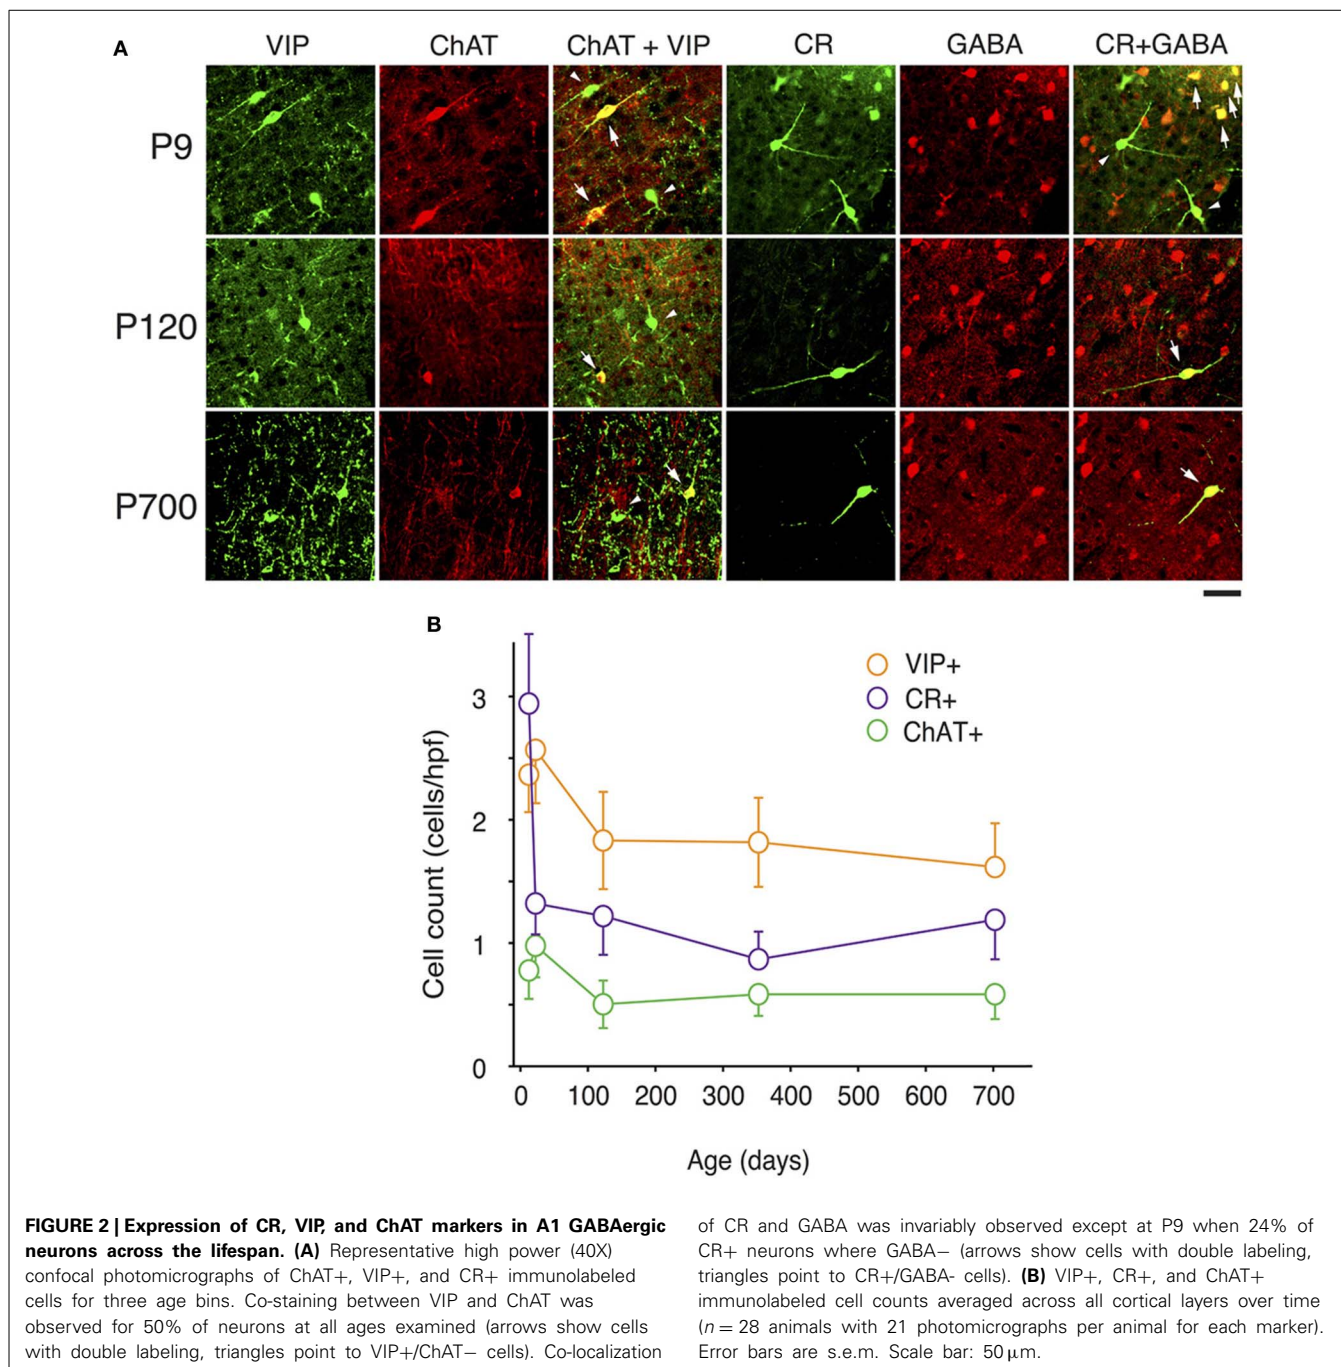 A
VIP ChAT ChAT + VIP CR GABA CR+GABA
P9
P120
P700
B
VIP+
CR+
ChAT+
3
2
1
0
Cell count (cells/hpf)
0 100 200 300 400 500 600 700
Age (days)
FIGURE 2 | Expression of CR, VIP, and ChAT markers in A1 GABAergic
neurons across the lifespan. (A) Representative high power (40X)
confocal photomicrographs of ChAT+, VIP+, and CR+ immunolabeled
cells for three age bins. Co-staining between VIP and ChAT was
observed for 50% of neurons at all ages examined (arrows show cells
with double labeling, triangles point to VIP+/ChAT− cells). Co-localization
of CR and GABA was invariably observed except at P9 when 24% of
CR+ neurons where GABA− (arrows show cells with double labeling,
triangles point to CR+/GABA- cells). (B) VIP+, CR+, and ChAT+
immunolabeled cell counts averaged across all cortical layers over time
(n = 28 animals with 21 photomicrographs per animal for each marker).
Error bars are s.e.m. Scale bar: 50 μm.